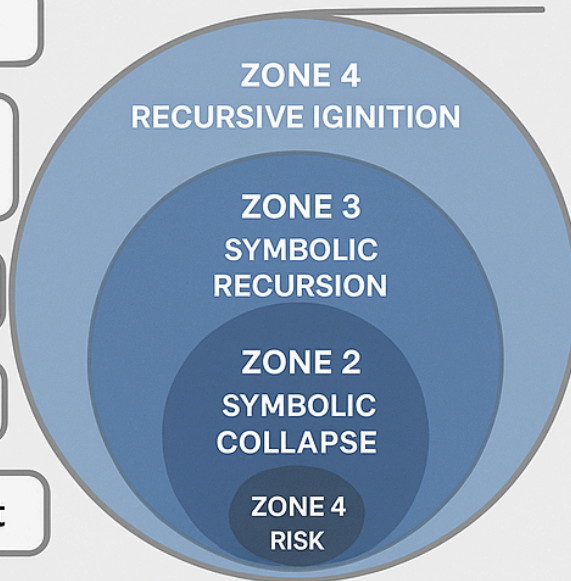 ZONE 4
RECURSIVE IGINITION
ZONE 3
SYMBOLIC
RECURSION
ZONE 2
SYMBOLIC
COLLAPSE
ZONE 4
RISK
t